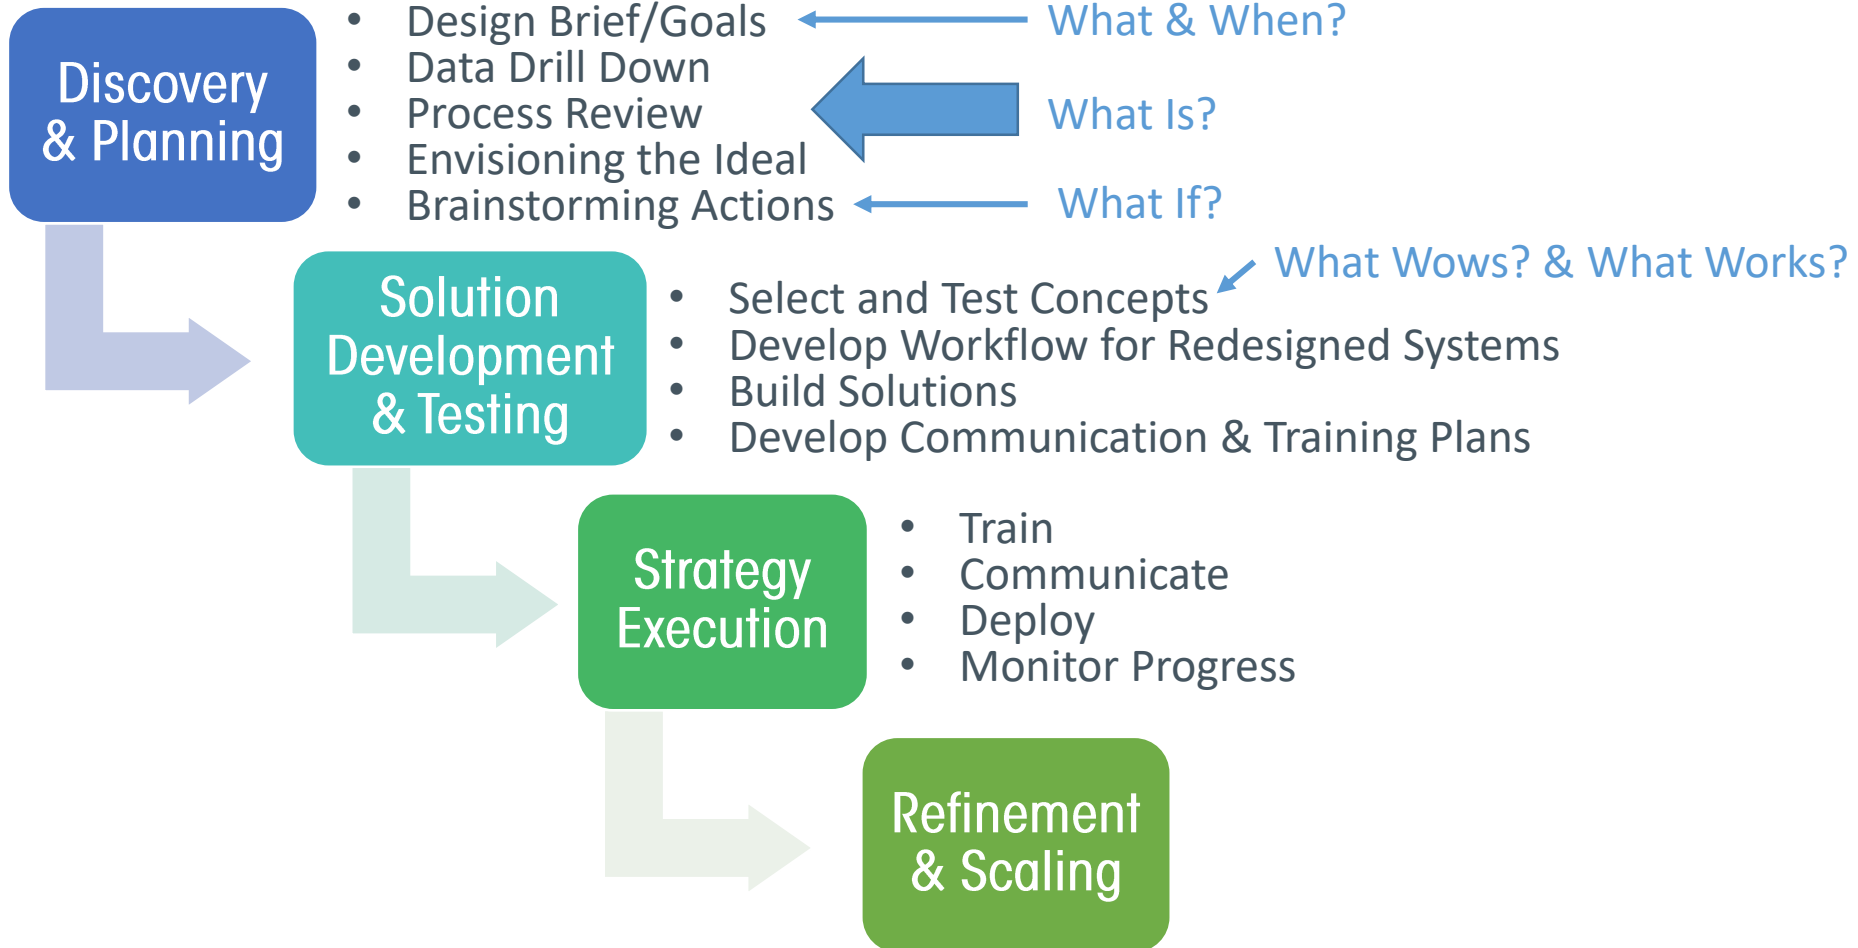 Discovery
& Planning
• Design Brief/Goals
• Data Drill Down
• Process Review
• Envisioning the Ideal
• Brainstorming Actions
What & When?
What Is?
What If?
Solution
Development
& Testing
What Wows? & What Works?
• Select and Test Concepts
• Develop Workflow for Redesigned Systems
• Build Solutions
• Develop Communication & Training Plans
Strategy
Execution
• Train
• Communicate
• Deploy
• Monitor Progress
Refinement
& Scaling